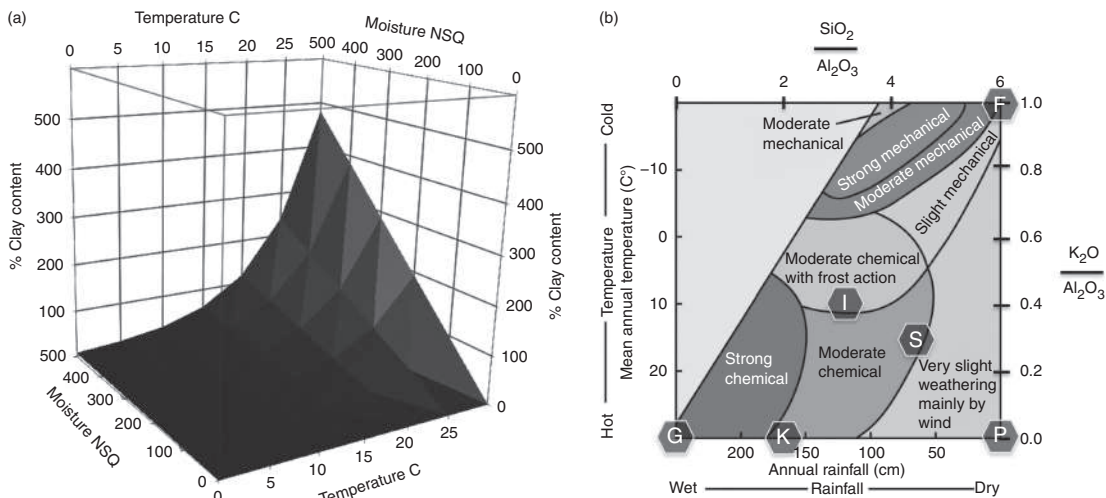 (a)
Temperature C
0 5 10 15 20 25
Moisture NSQ
500 400 300 200 100 0
% Clay content
500
400
300
200
100
500
400
300
200
100
0
% Clay content
500
400
300
200
100
0
Moisture NSQ
0 5 10 15 20 25
Temperature C
(b)
SiO₂
Al₂O₃
0 2 4 6
Cold
Temperature
Hot
Mean annual temperature (C°)
−10
0
10
20
Moderate
mechanical
Strong mechanical
Moderate mechanical
Slight mechanical
F
Moderate chemical
with frost action
I
S
Strong
chemical
Moderate
chemical
Very slight
weathering
mainly by
wind
G
K
P
1.0
0.8
0.6
0.4
0.2
0.0
K₂O
Al₂O₃
200 150 100 50
Annual rainfall (cm)
Wet Rainfall Dry